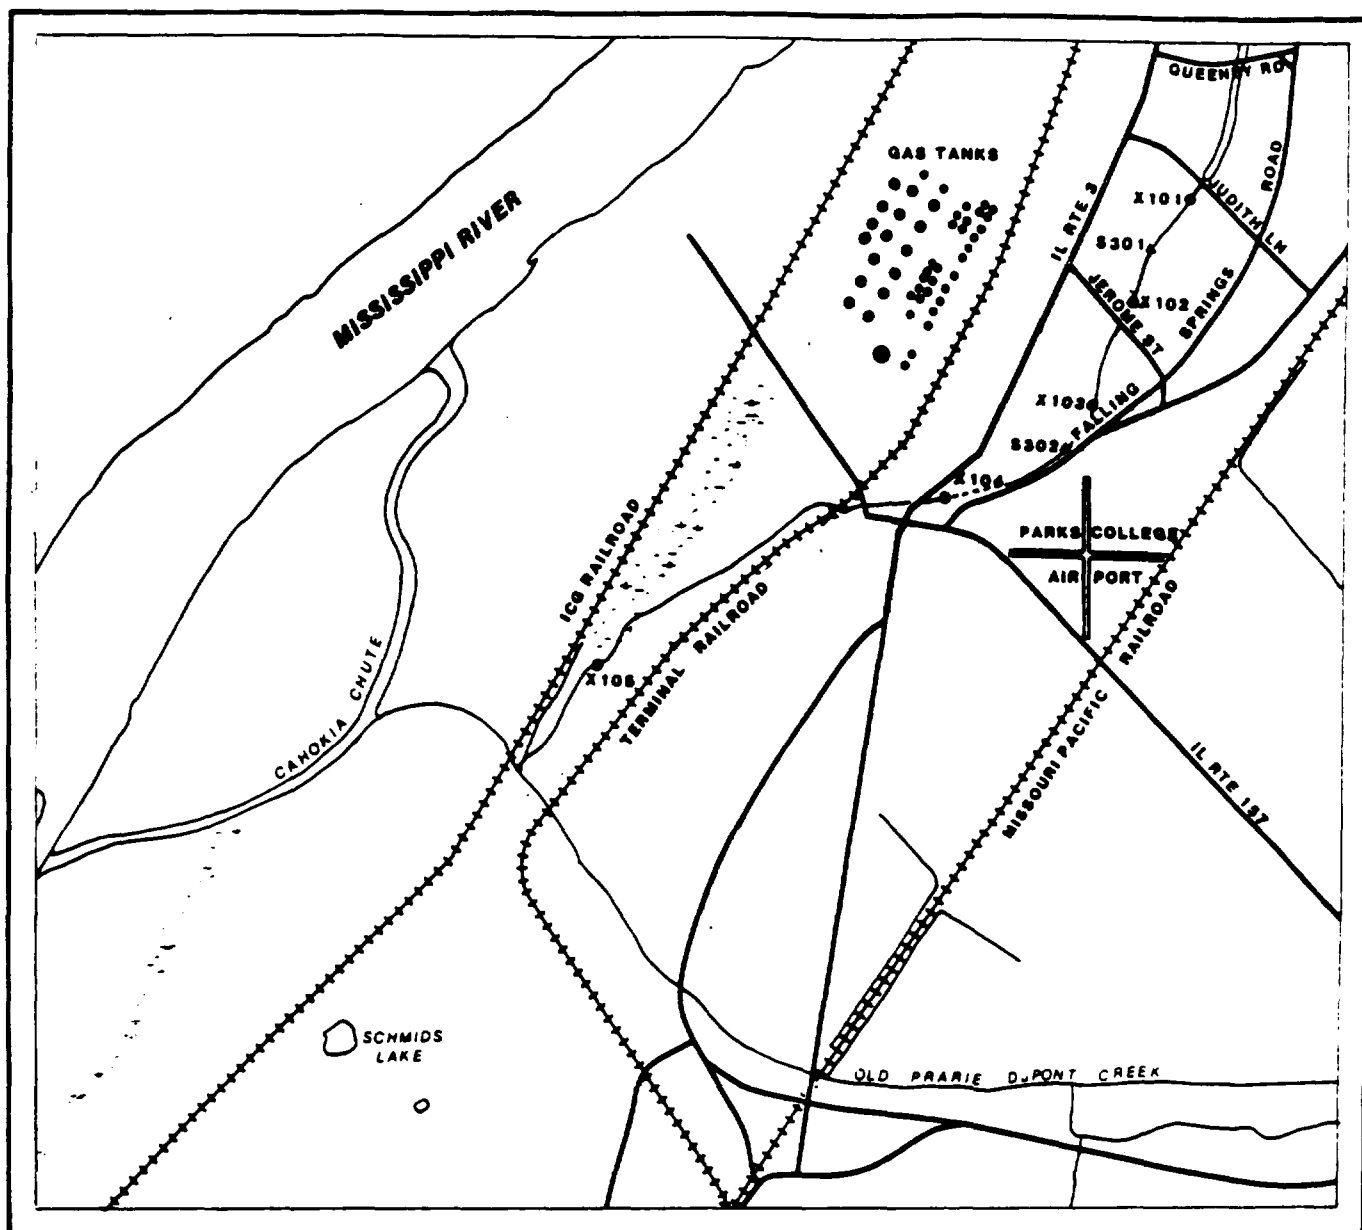 QUEENEY RD
GAS TANKS
ROAD
MISSISSIPPI RIVER
IL RTE 3
X101
JUDITH LN
S301
X102
JEROME ST
SPRINGS
X103
FALLING
S302
X104
ICG RAILROAD
PARKS COLLEGE
AIR PORT
TERMINAL RAILROAD
X105
MISSOURI PACIFIC RAILROAD
CAHOKIA CHUTE
IL RTE 157
SCHMIDS
LAKE
OLD PRARIE DuPONT CREEK